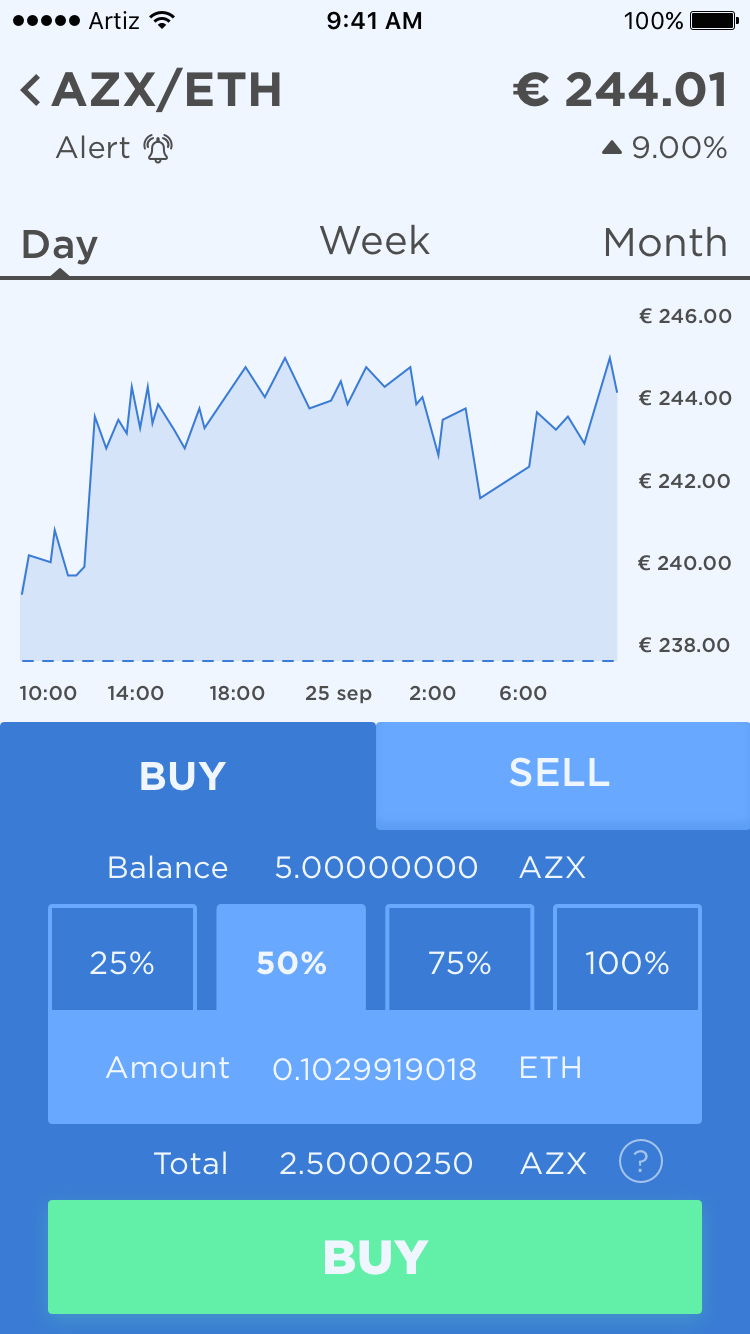 Artiz 9:41 AM 100%
AZX/ETH € 244.01
Alert 9.00%
Day Week Month
€ 246.00
€ 244.00
€ 242.00
€ 240.00
€ 238.00
10:00 14:00 18:00 25 sep 2:00 6:00
BUY SELL
Balance 5.00000000 AZX
25% 50% 75% 100%
Amount 0.1029919018 ETH
Total 2.50000250 AZX ?
BUY